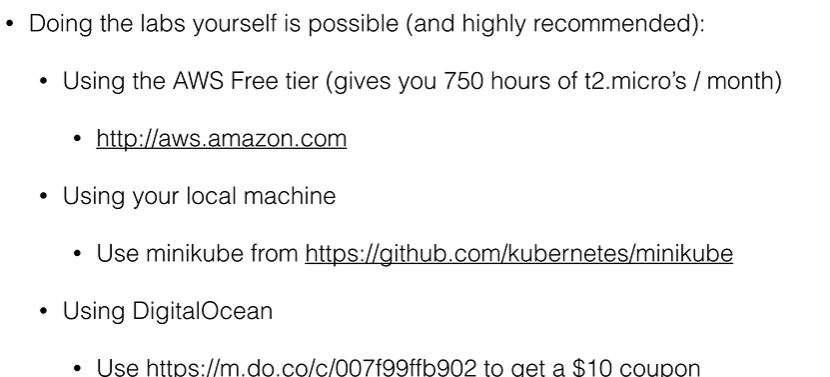 • Doing the labs yourself is possible (and highly recommended):
• Using the AWS Free tier (gives you 750 hours of t2.micro's / month)
• http://aws.amazon.com
• Using your local machine
• Use minikube from https://github.com/kubernetes/minikube
• Using DigitalOcean
• Use https://m.do.co/c/007f99ffb902 to get a $10 coupon